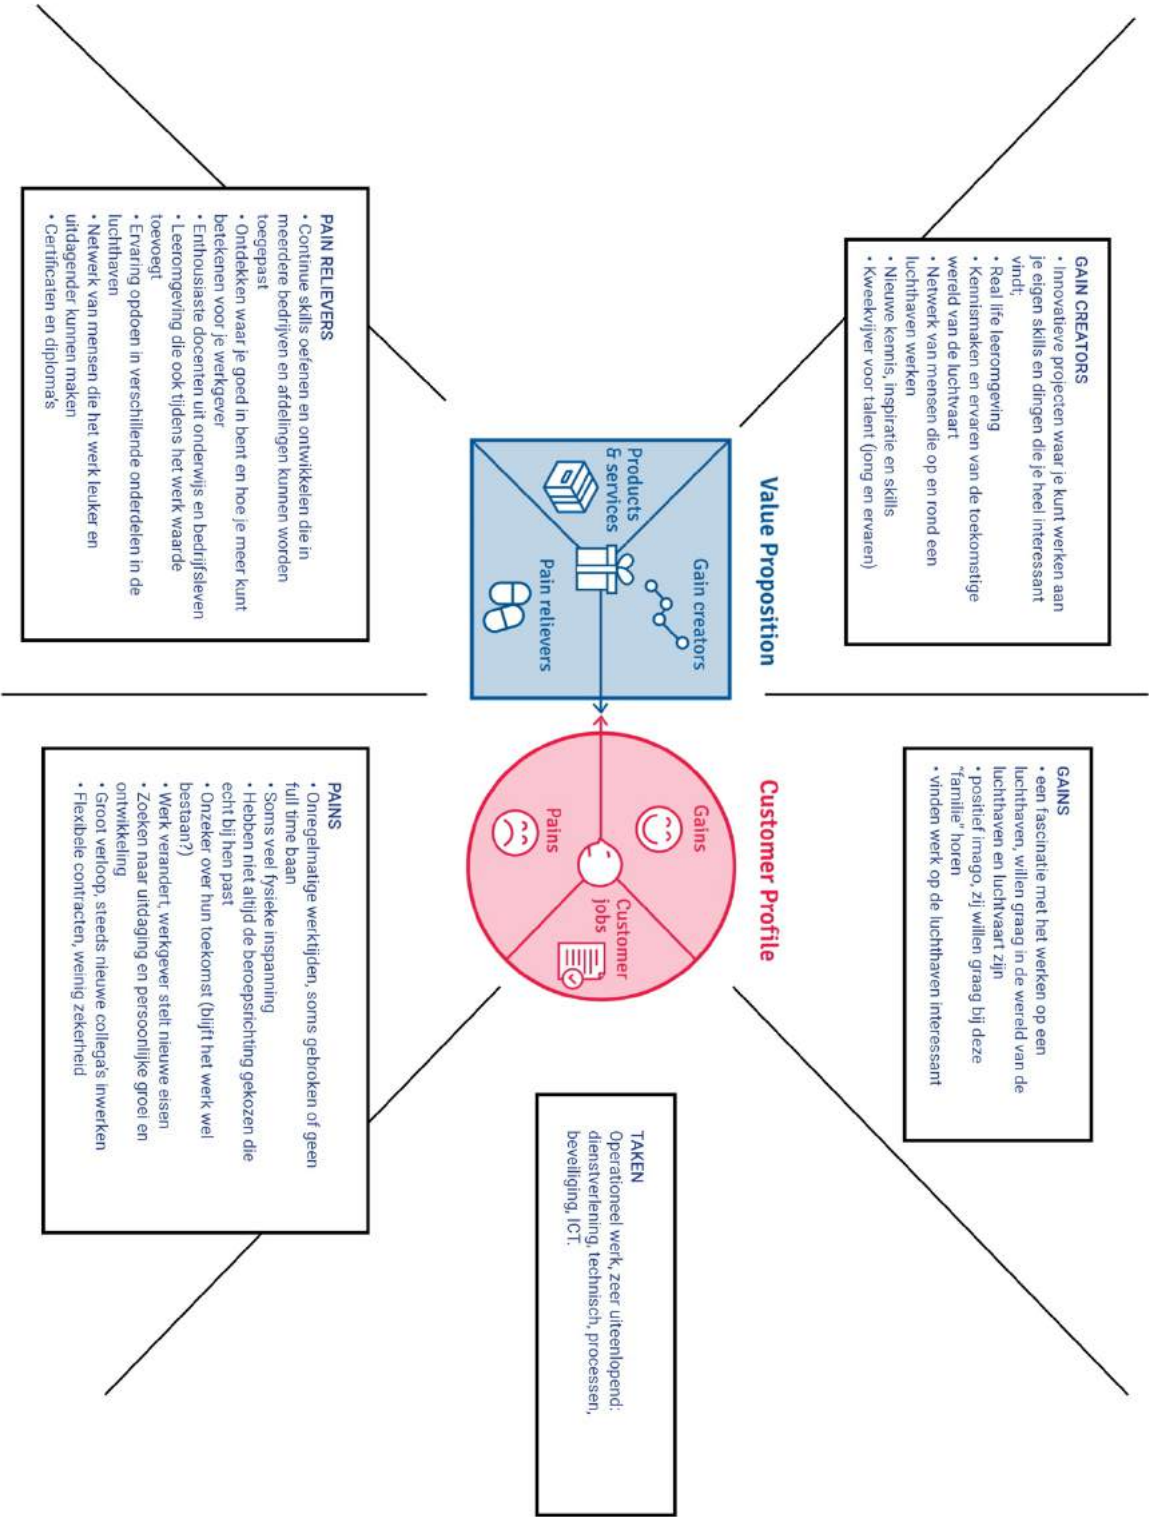 GAIN CREATORS
• Innovatieve projecten waar je kunt werken aan
je eigen skills en dingen die je heel interessant
vindt;
• Real life leeromgeving
• Kennismaken en ervaren van de toekomstige
wereld van de luchtvaart
• Netwerk van mensen die op en rond een
luchthaven werken
• Nieuwe kennis, inspiratie en skills
• Kweekvijver voor talent (jong en ervaren)
GAINS
• een fascinatie met het werken op een
luchthaven, willen graag in de wereld van de
luchthaven en luchtvaart zijn
• positief imago, zij willen graag bij deze
"familie" horen
• vinden werk op de luchthaven interessant
Value Proposition
Gain creators
Products
& services
Pain relievers
Customer Profile
Gains
Customer
jobs
Pains
TAKEN
Operationeel werk, zeer uiteenlopend:
dienstverlening, technisch, processen,
beveiliging, ICT.
PAIN RELIEVERS
• Continue skills oefenen en ontwikkelen die in
meerdere bedrijven en afdelingen kunnen worden
toegepast
• Ontdekken waar je goed in bent en hoe je meer kunt
betekenen voor je werkgever
• Enthousiaste docenten uit onderwijs en bedrijfsleven
• Leeromgeving die ook tijdens het werk waarde
toevoegt
• Ervaring opdoen in verschillende onderdelen in de
luchthaven
• Netwerk van mensen die het werk leuker en
uitdagender kunnen maken
• Certificaten en diploma's
PAINS
• Onregelmatige werktijden, soms gebroken of geen
full time baan
• Soms veel fysieke inspanning
• Hebben niet altijd de beroepsrichting gekozen die
echt bij hen past
• Onzeker over hun toekomst (blijft het werk wel
bestaan?)
• Werk verandert, werkgever stelt nieuwe eisen
• Zoeken naar uitdaging en persoonlijke groei en
ontwikkeling
• Groot verloop, steeds nieuwe collega's inwerken
• Flexibele contracten, weinig zekerheid